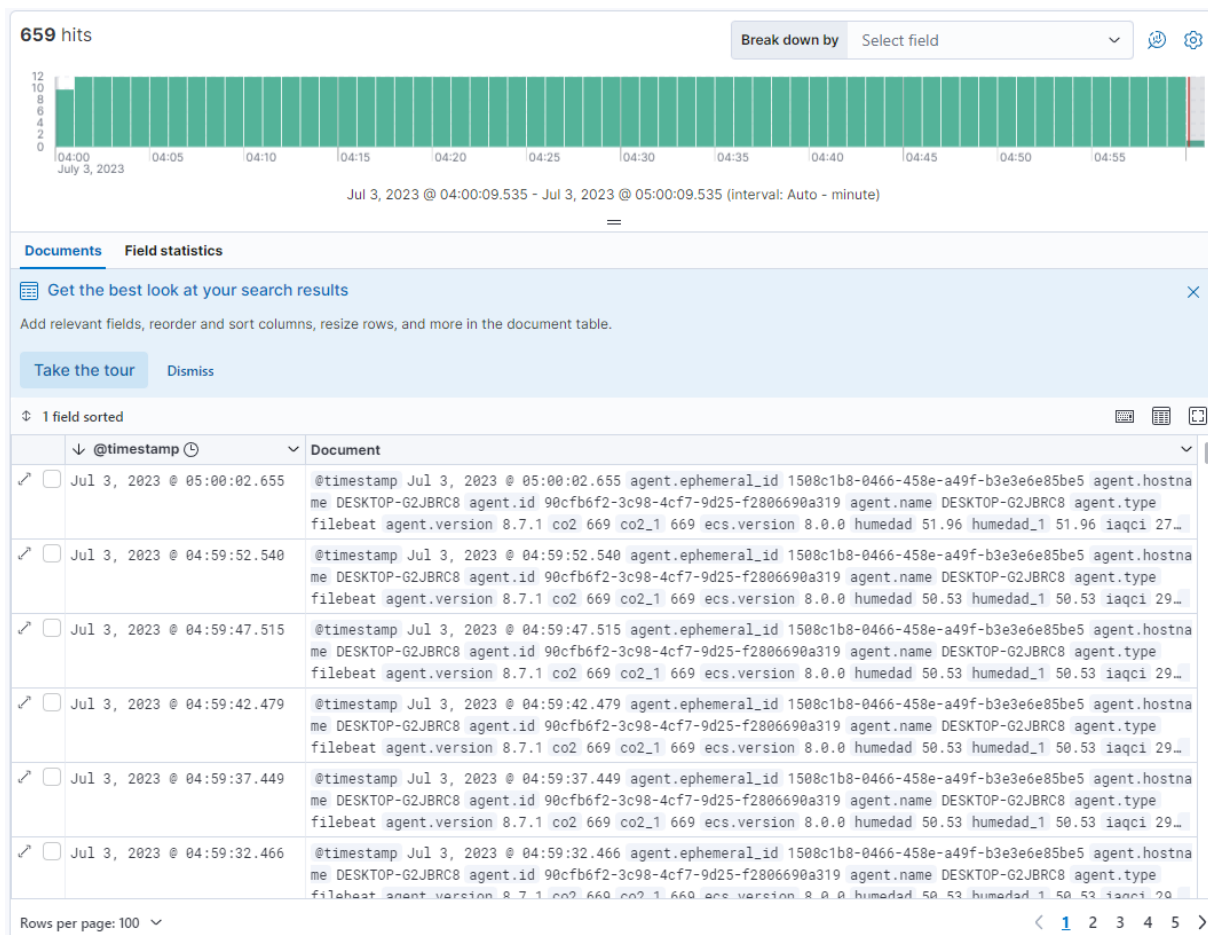 659 hits
Break down by Select field
12
10
8
6
4
2
0
04:00 04:05 04:10 04:15 04:20 04:25 04:30 04:35 04:40 04:45 04:50 04:55
July 3, 2023
Jul 3, 2023 @ 04:00:09.535 - Jul 3, 2023 @ 05:00:09.535 (interval: Auto - minute)
Documents Field statistics
Get the best look at your search results
Add relevant fields, reorder and sort columns, resize rows, and more in the document table.
Take the tour Dismiss
1 field sorted
@timestamp Document
Jul 3, 2023 @ 05:00:02.655 @timestamp Jul 3, 2023 @ 05:00:02.655 agent.ephemeral_id 1508c1b8-0466-458e-a49f-b3e3e6e85be5 agent.hostna
me DESKTOP-G2JBRC8 agent.id 90cfb6f2-3c98-4cf7-9d25-f2806690a319 agent.name DESKTOP-G2JBRC8 agent.type
filebeat agent.version 8.7.1 co2 669 co2_1 669 ecs.version 8.0.0 humedad 51.96 humedad_1 51.96 iaqci 27…
Jul 3, 2023 @ 04:59:52.540 @timestamp Jul 3, 2023 @ 04:59:52.540 agent.ephemeral_id 1508c1b8-0466-458e-a49f-b3e3e6e85be5 agent.hostna
me DESKTOP-G2JBRC8 agent.id 90cfb6f2-3c98-4cf7-9d25-f2806690a319 agent.name DESKTOP-G2JBRC8 agent.type
filebeat agent.version 8.7.1 co2 669 co2_1 669 ecs.version 8.0.0 humedad 50.53 humedad_1 50.53 iaqci 29…
Jul 3, 2023 @ 04:59:47.515 @timestamp Jul 3, 2023 @ 04:59:47.515 agent.ephemeral_id 1508c1b8-0466-458e-a49f-b3e3e6e85be5 agent.hostna
me DESKTOP-G2JBRC8 agent.id 90cfb6f2-3c98-4cf7-9d25-f2806690a319 agent.name DESKTOP-G2JBRC8 agent.type
filebeat agent.version 8.7.1 co2 669 co2_1 669 ecs.version 8.0.0 humedad 50.53 humedad_1 50.53 iaqci 29…
Jul 3, 2023 @ 04:59:42.479 @timestamp Jul 3, 2023 @ 04:59:42.479 agent.ephemeral_id 1508c1b8-0466-458e-a49f-b3e3e6e85be5 agent.hostna
me DESKTOP-G2JBRC8 agent.id 90cfb6f2-3c98-4cf7-9d25-f2806690a319 agent.name DESKTOP-G2JBRC8 agent.type
filebeat agent.version 8.7.1 co2 669 co2_1 669 ecs.version 8.0.0 humedad 50.53 humedad_1 50.53 iaqci 29…
Jul 3, 2023 @ 04:59:37.449 @timestamp Jul 3, 2023 @ 04:59:37.449 agent.ephemeral_id 1508c1b8-0466-458e-a49f-b3e3e6e85be5 agent.hostna
me DESKTOP-G2JBRC8 agent.id 90cfb6f2-3c98-4cf7-9d25-f2806690a319 agent.name DESKTOP-G2JBRC8 agent.type
filebeat agent.version 8.7.1 co2 669 co2_1 669 ecs.version 8.0.0 humedad 50.53 humedad_1 50.53 iaqci 29…
Jul 3, 2023 @ 04:59:32.466 @timestamp Jul 3, 2023 @ 04:59:32.466 agent.ephemeral_id 1508c1b8-0466-458e-a49f-b3e3e6e85be5 agent.hostna
me DESKTOP-G2JBRC8 agent.id 90cfb6f2-3c98-4cf7-9d25-f2806690a319 agent.name DESKTOP-G2JBRC8 agent.type
filebeat agent.version 8.7.1 co2 669 co2_1 669 ecs.version 8.0.0 humedad 50.53 humedad_1 50.53 iaqci 29…
Rows per page: 100 1 2 3 4 5